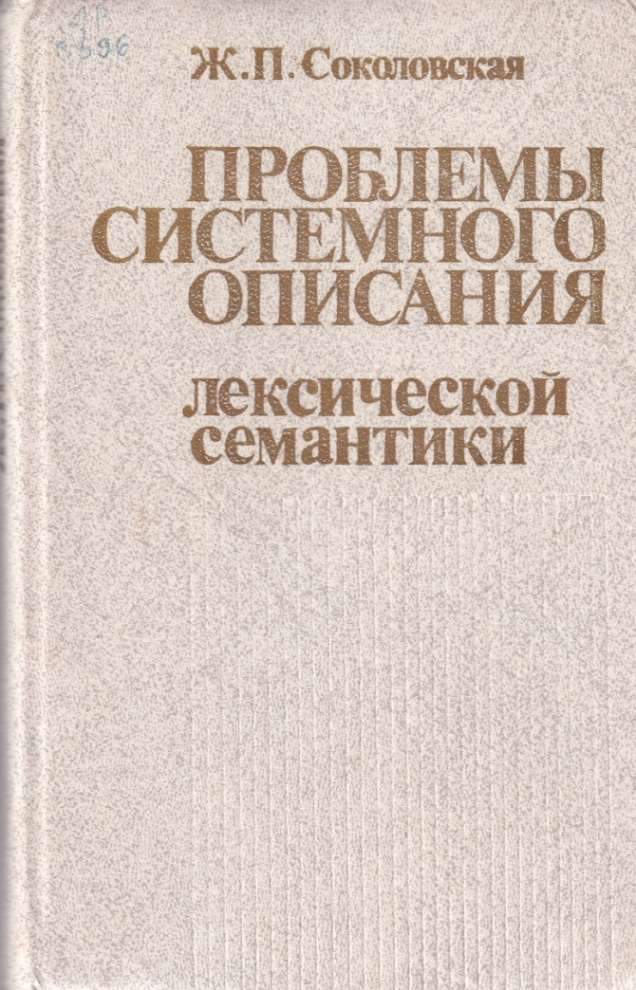 Ж.П. Соколовская
ПРОБЛЕМЫ
СИСТЕМНОГО
ОПИСАНИЯ
лексической
семантики